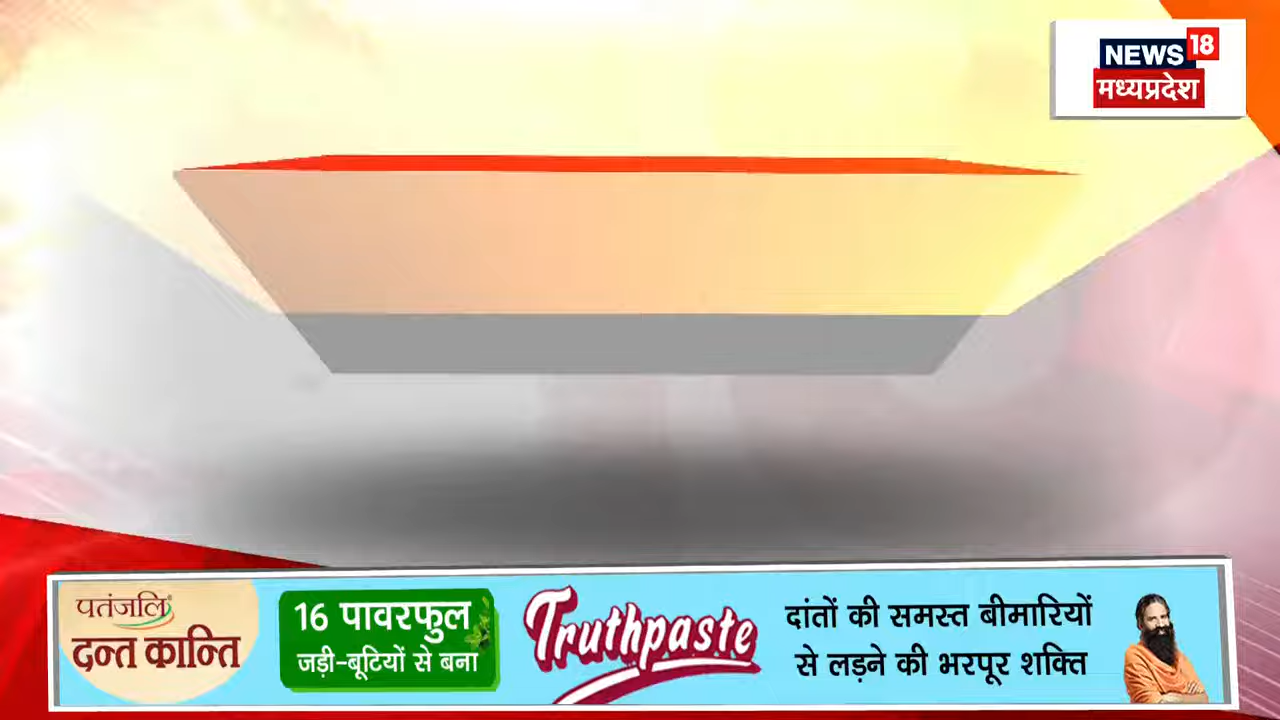 NEWS 18
मध्यप्रदेश
पतंजलि
दन्त कान्ति
16 पावरफुल
जड़ी-बूटियों से बना
Truthpaste
दांतों की समस्त बीमारियों
से लड़ने की भरपूर शक्ति